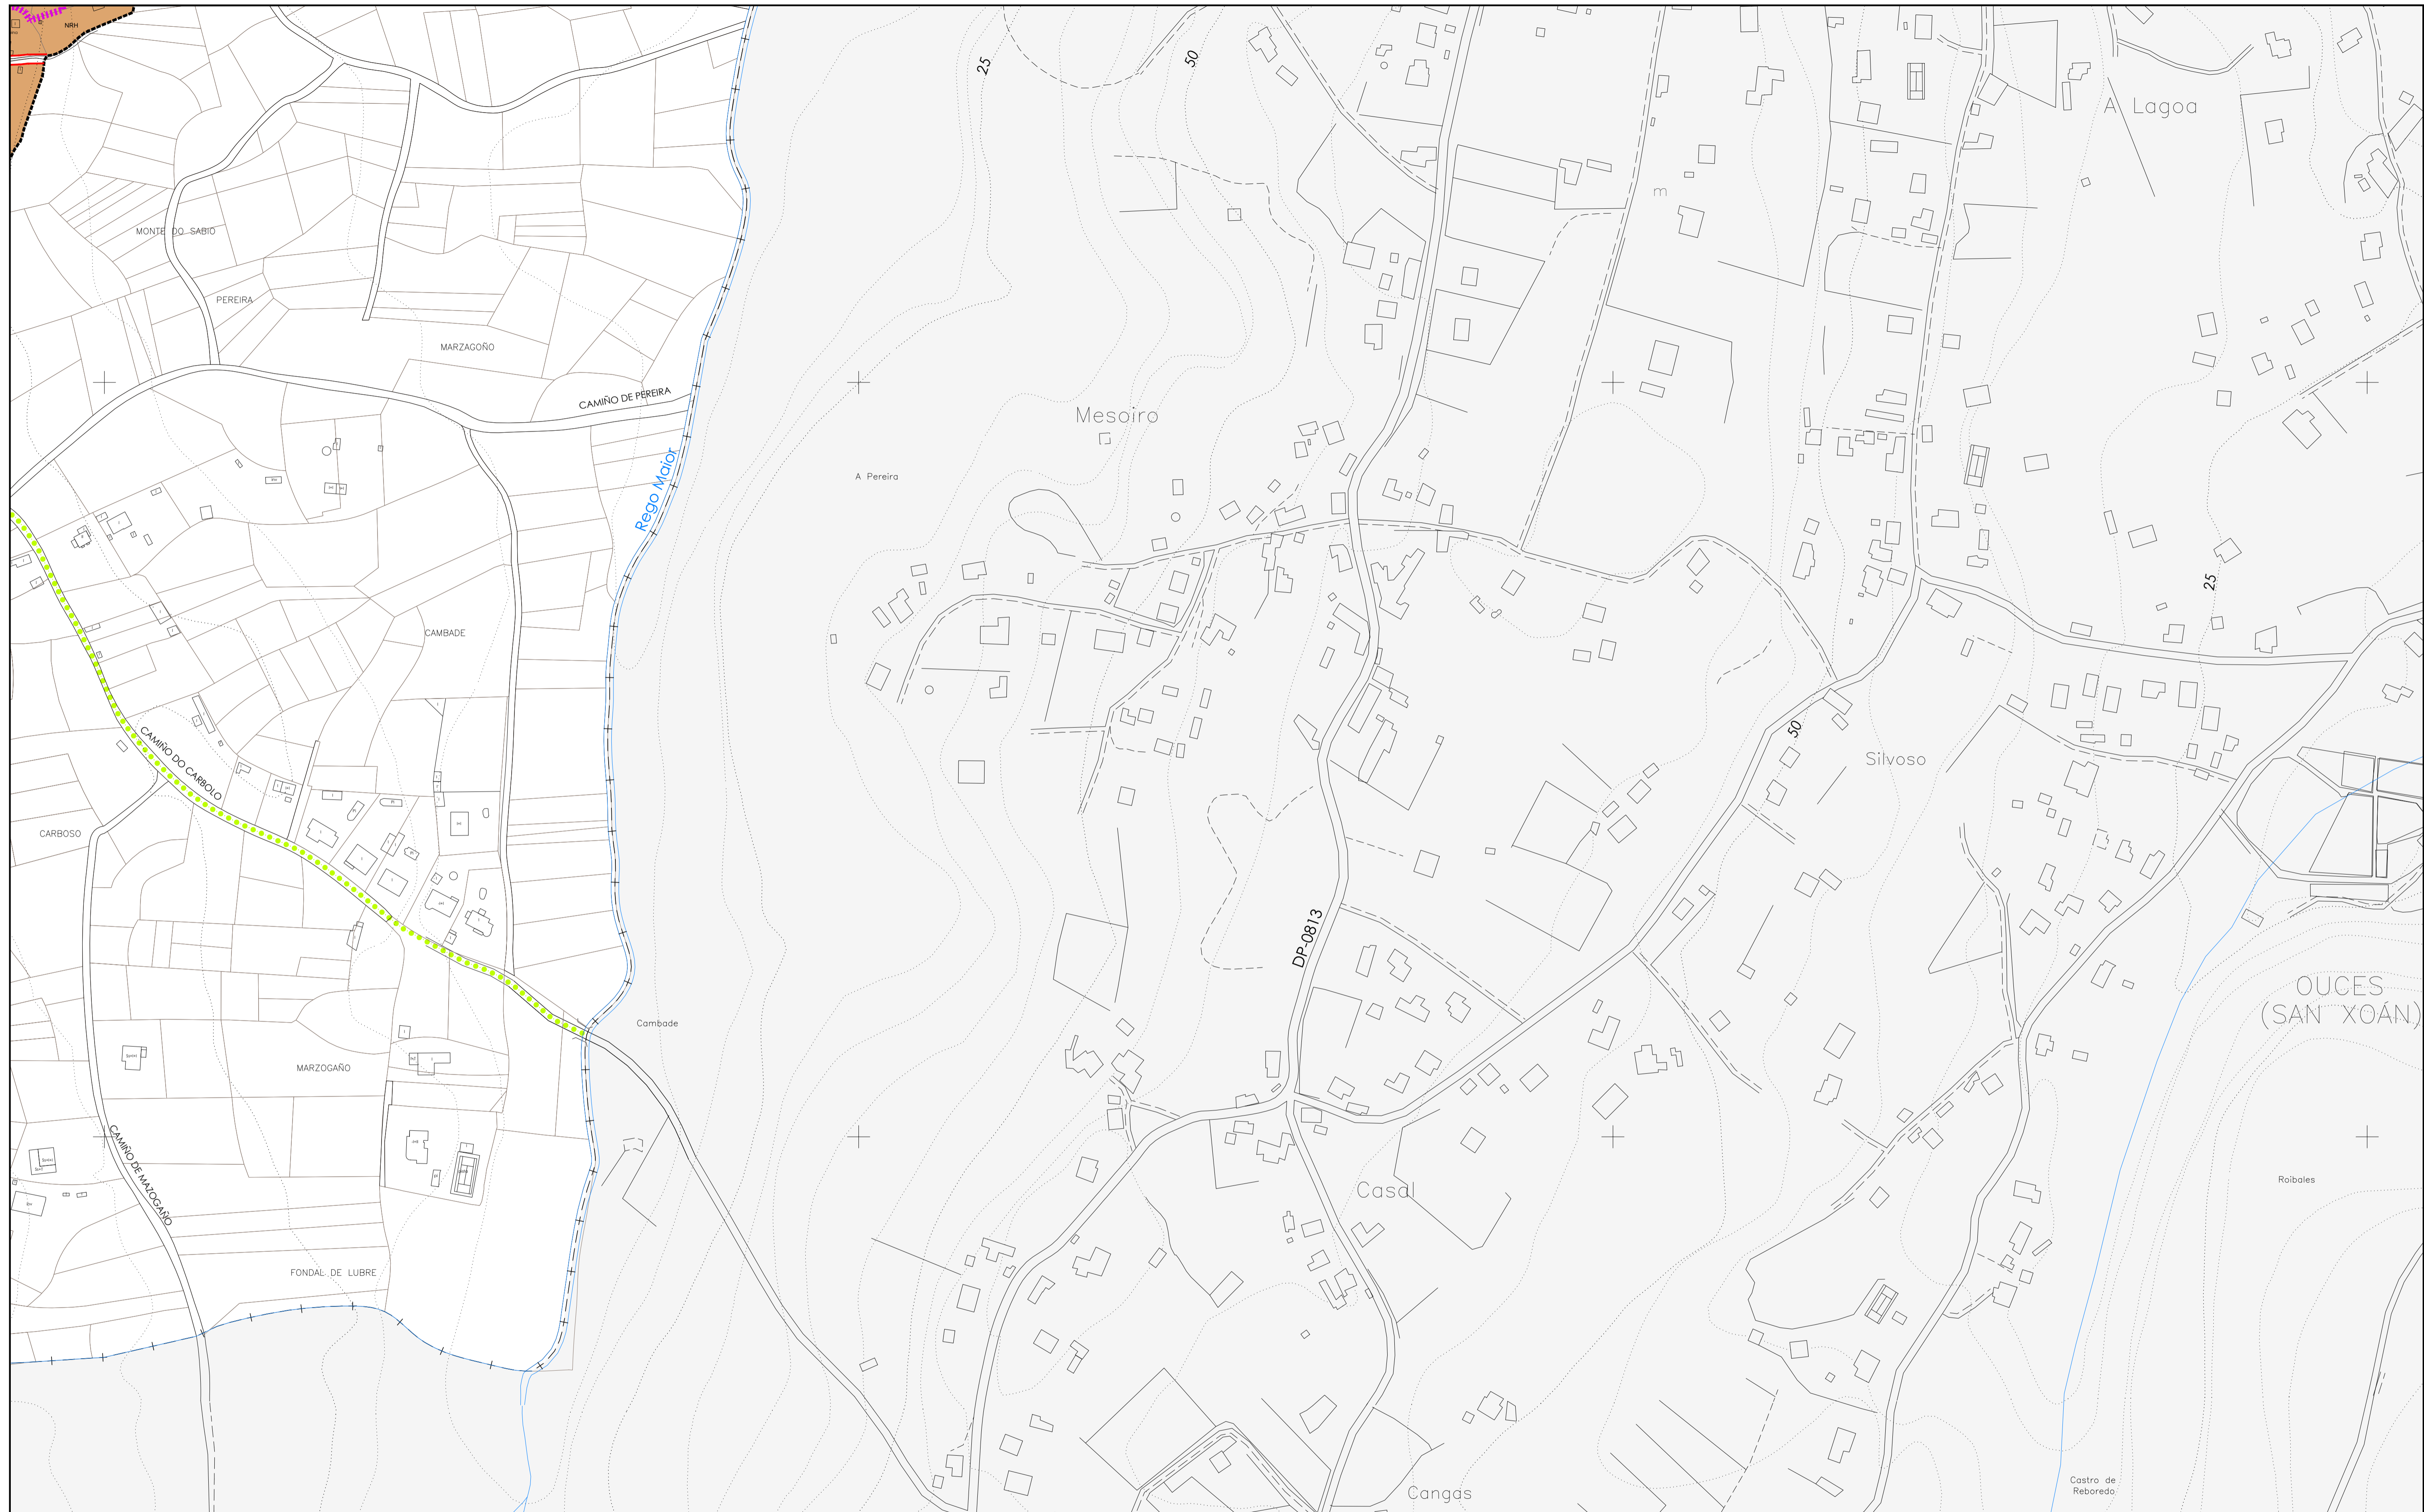 NRH
25
50
A Lagoa
m
MONTE DO SABIO
PEREIRA
MARZAGOÑO
CAMIÑO DE PEREIRA
Mesoiro
Rego Maior
A Pereira
25
CAMBADE
50
CAMIÑO DO CARBOLO
Silvoso
CARBOSO
DP-0813
OUCES
(SAN XOÁN)
Cambade
MARZOGAÑO
CAMIÑO DE MAZOGAÑO
Casal
Roibales
FONDAL DE LUBRE
Cangas
Castro de
Reboredo